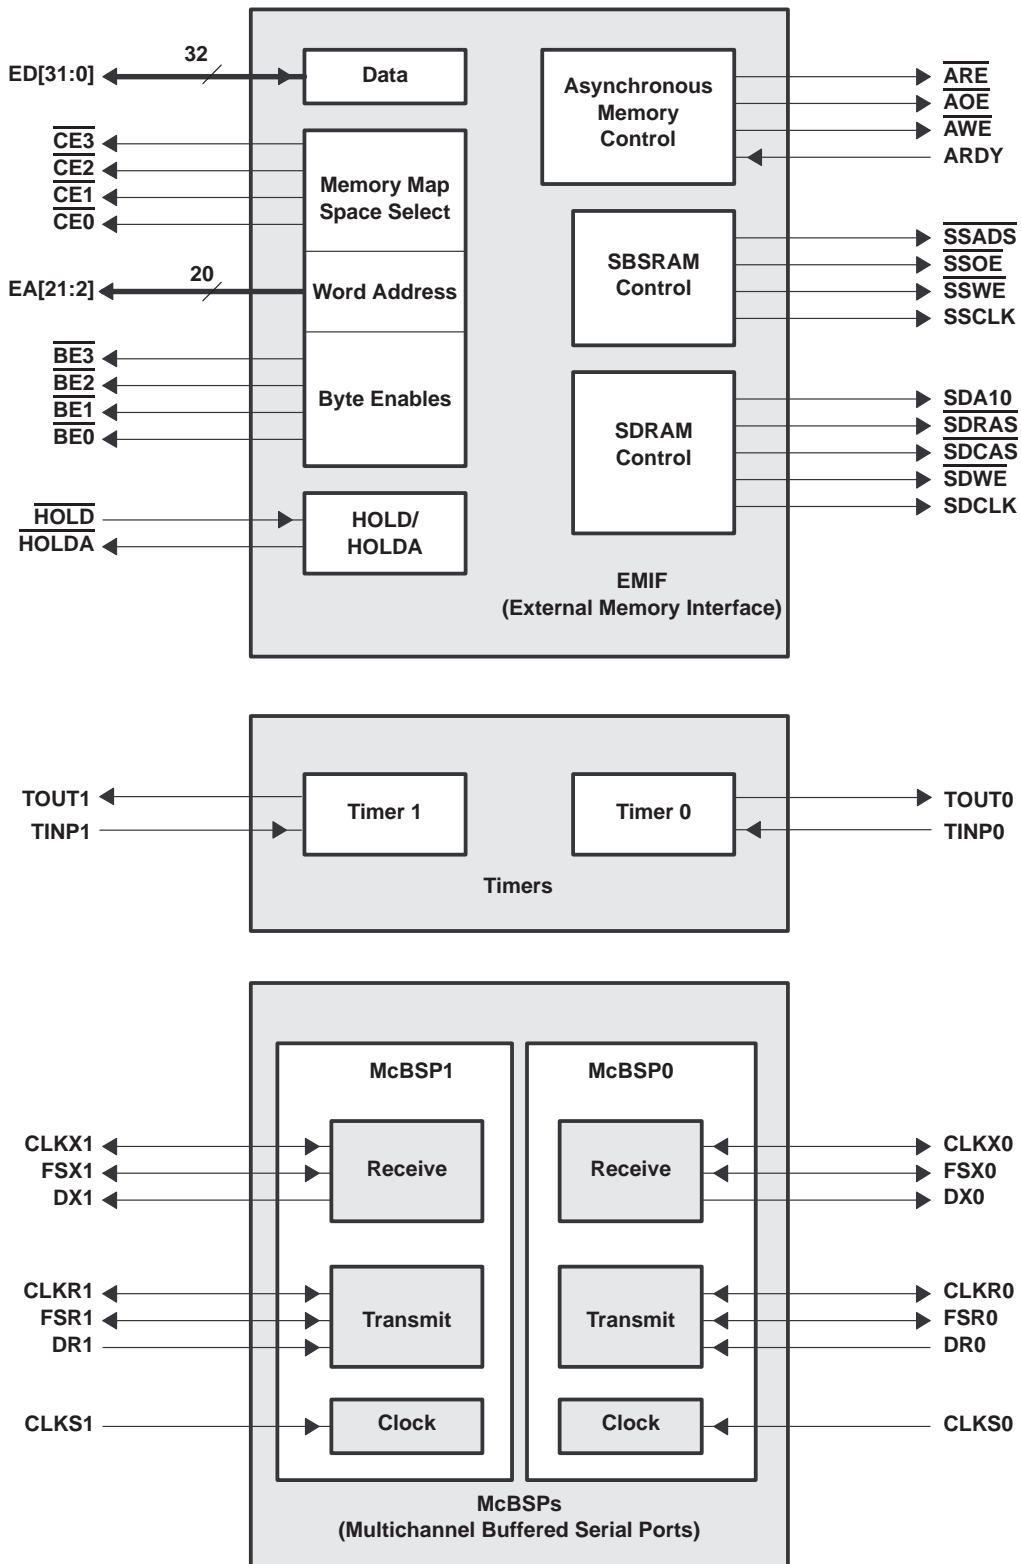 32
ED[31:0]
Data
CE3
CE2
CE1
CE0
Memory Map
Space Select
20
EA[21:2]
Word Address
BE3
BE2
BE1
BE0
Byte Enables
HOLD
HOLDA
HOLD/
HOLDA
Asynchronous
Memory
Control
ARE
AOE
AWE
ARDY
SBSRAM
Control
SSADS
SSOE
SSWE
SSCLK
SDRAM
Control
SDA10
SDRAS
SDCAS
SDWE
SDCLK
EMIF
(External Memory Interface)
TOUT1
TINP1
Timer 1
Timer 0
TOUT0
TINP0
Timers
McBSP1
McBSP0
CLKX1
FSX1
DX1
Receive
Receive
CLKX0
FSX0
DX0
CLKR1
FSR1
DR1
Transmit
Transmit
CLKR0
FSR0
DR0
CLKS1
Clock
Clock
CLKS0
McBSPs
(Multichannel Buffered Serial Ports)